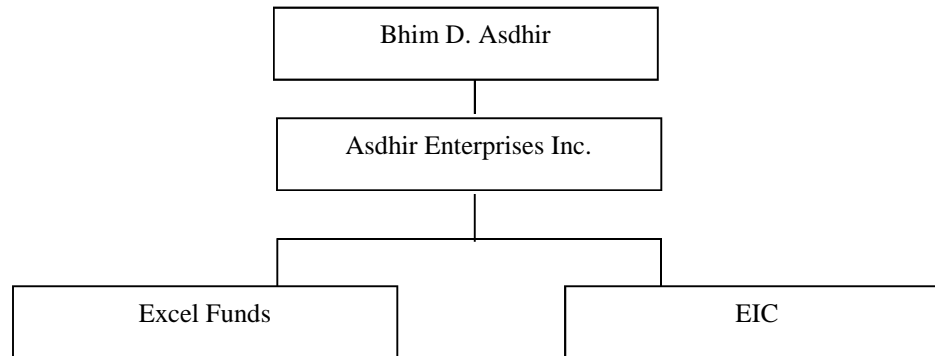 Bhim D. Asdhir
Asdhir Enterprises Inc.
Excel Funds
EIC